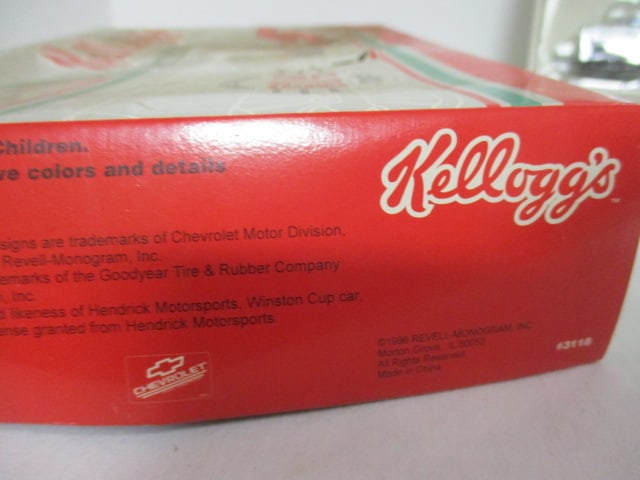 Children.
ve colors and details
Kellogg's™
signs are trademarks of Chevrolet Motor Division,
Revell-Monogram, Inc.
emarks of the Goodyear Tire & Rubber Company
n, Inc.
d likeness of Hendrick Motorsports, Winston Cup car,
ense granted from Hendrick Motorsports.
CHEVROLET
©1996 REVELL-MONOGRAM, INC.
Morton Grove, IL 60053
All Rights Reserved.
Made in China